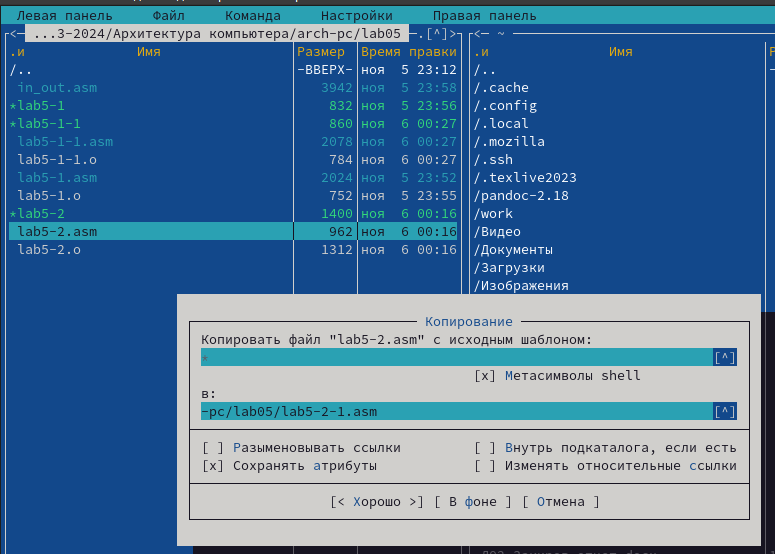 Левая панель Файл Команда Настройки Правая панель
<— ...3-2024/Архитектура компьютера/arch-pc/lab05 —.[^]> <— ~
.и Имя Размер Время правки .и Имя
/.. -ВВЕРХ- ноя 5 23:12 /..
in_out.asm 3942 ноя 5 23:58 /.cache
*lab5-1 832 ноя 5 23:56 /.config
*lab5-1-1 860 ноя 6 00:27 /.local
lab5-1-1.asm 2078 ноя 6 00:27 /.mozilla
lab5-1-1.o 784 ноя 6 00:27 /.ssh
lab5-1.asm 2024 ноя 5 23:52 /.texlive2023
lab5-1.o 752 ноя 5 23:55 /pandoc-2.18
*lab5-2 1400 ноя 6 00:16 /work
lab5-2.asm 962 ноя 6 00:16 /Видео
lab5-2.o 1312 ноя 6 00:16 /Документы
/Загрузки
/Изображения
Копирование
Копировать файл "lab5-2.asm" с исходным шаблоном:
* [^]
[x] Метасимволы shell
в:
-pc/lab05/lab5-2-1.asm [^]
[ ] Разыменовывать ссылки [ ] Внутрь подкаталога, если есть
[x] Сохранять атрибуты [ ] Изменять относительные ссылки
[< Хорошо >] [ В фоне ] [ Отмена ]